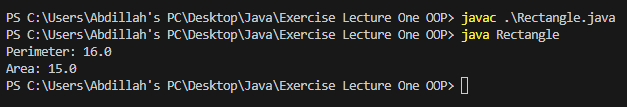 PS C:\Users\Abdillah's PC\Desktop\Java\Exercise Lecture One OOP> javac .\Rectangle.java
PS C:\Users\Abdillah's PC\Desktop\Java\Exercise Lecture One OOP> java Rectangle
Perimeter: 16.0
Area: 15.0
PS C:\Users\Abdillah's PC\Desktop\Java\Exercise Lecture One OOP>